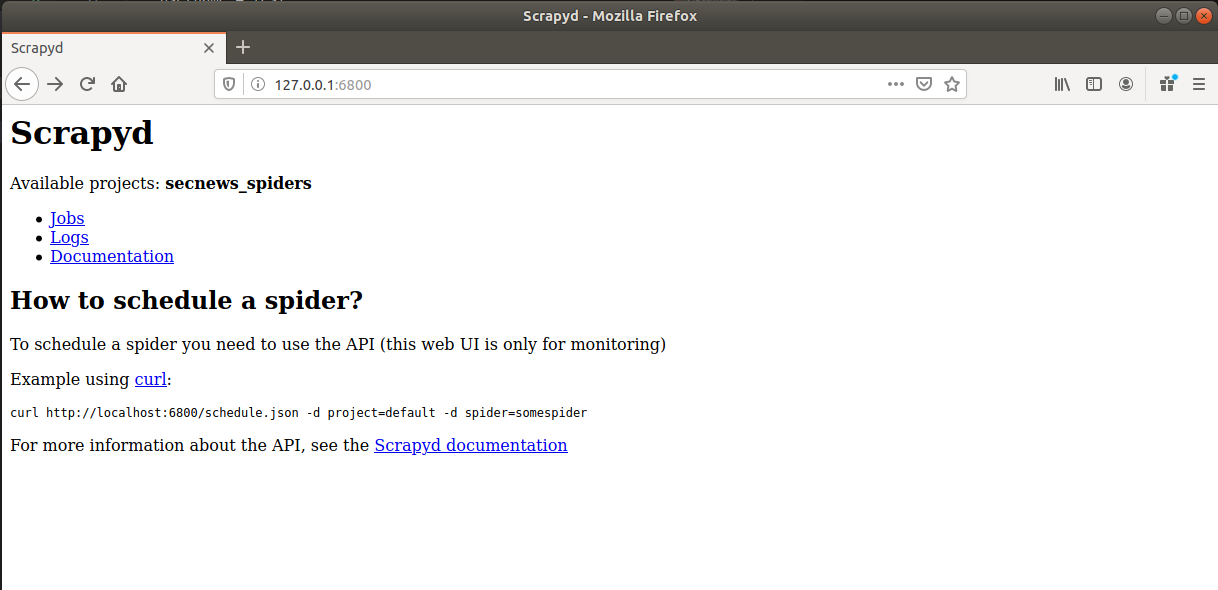 Scrapyd - Mozilla Firefox
Scrapyd
127.0.0.1:6800
Scrapyd
Available projects: secnews_spiders
Jobs
Logs
Documentation
How to schedule a spider?
To schedule a spider you need to use the API (this web UI is only for monitoring)
Example using curl:
curl http://localhost:6800/schedule.json -d project=default -d spider=somespider
For more information about the API, see the Scrapyd documentation